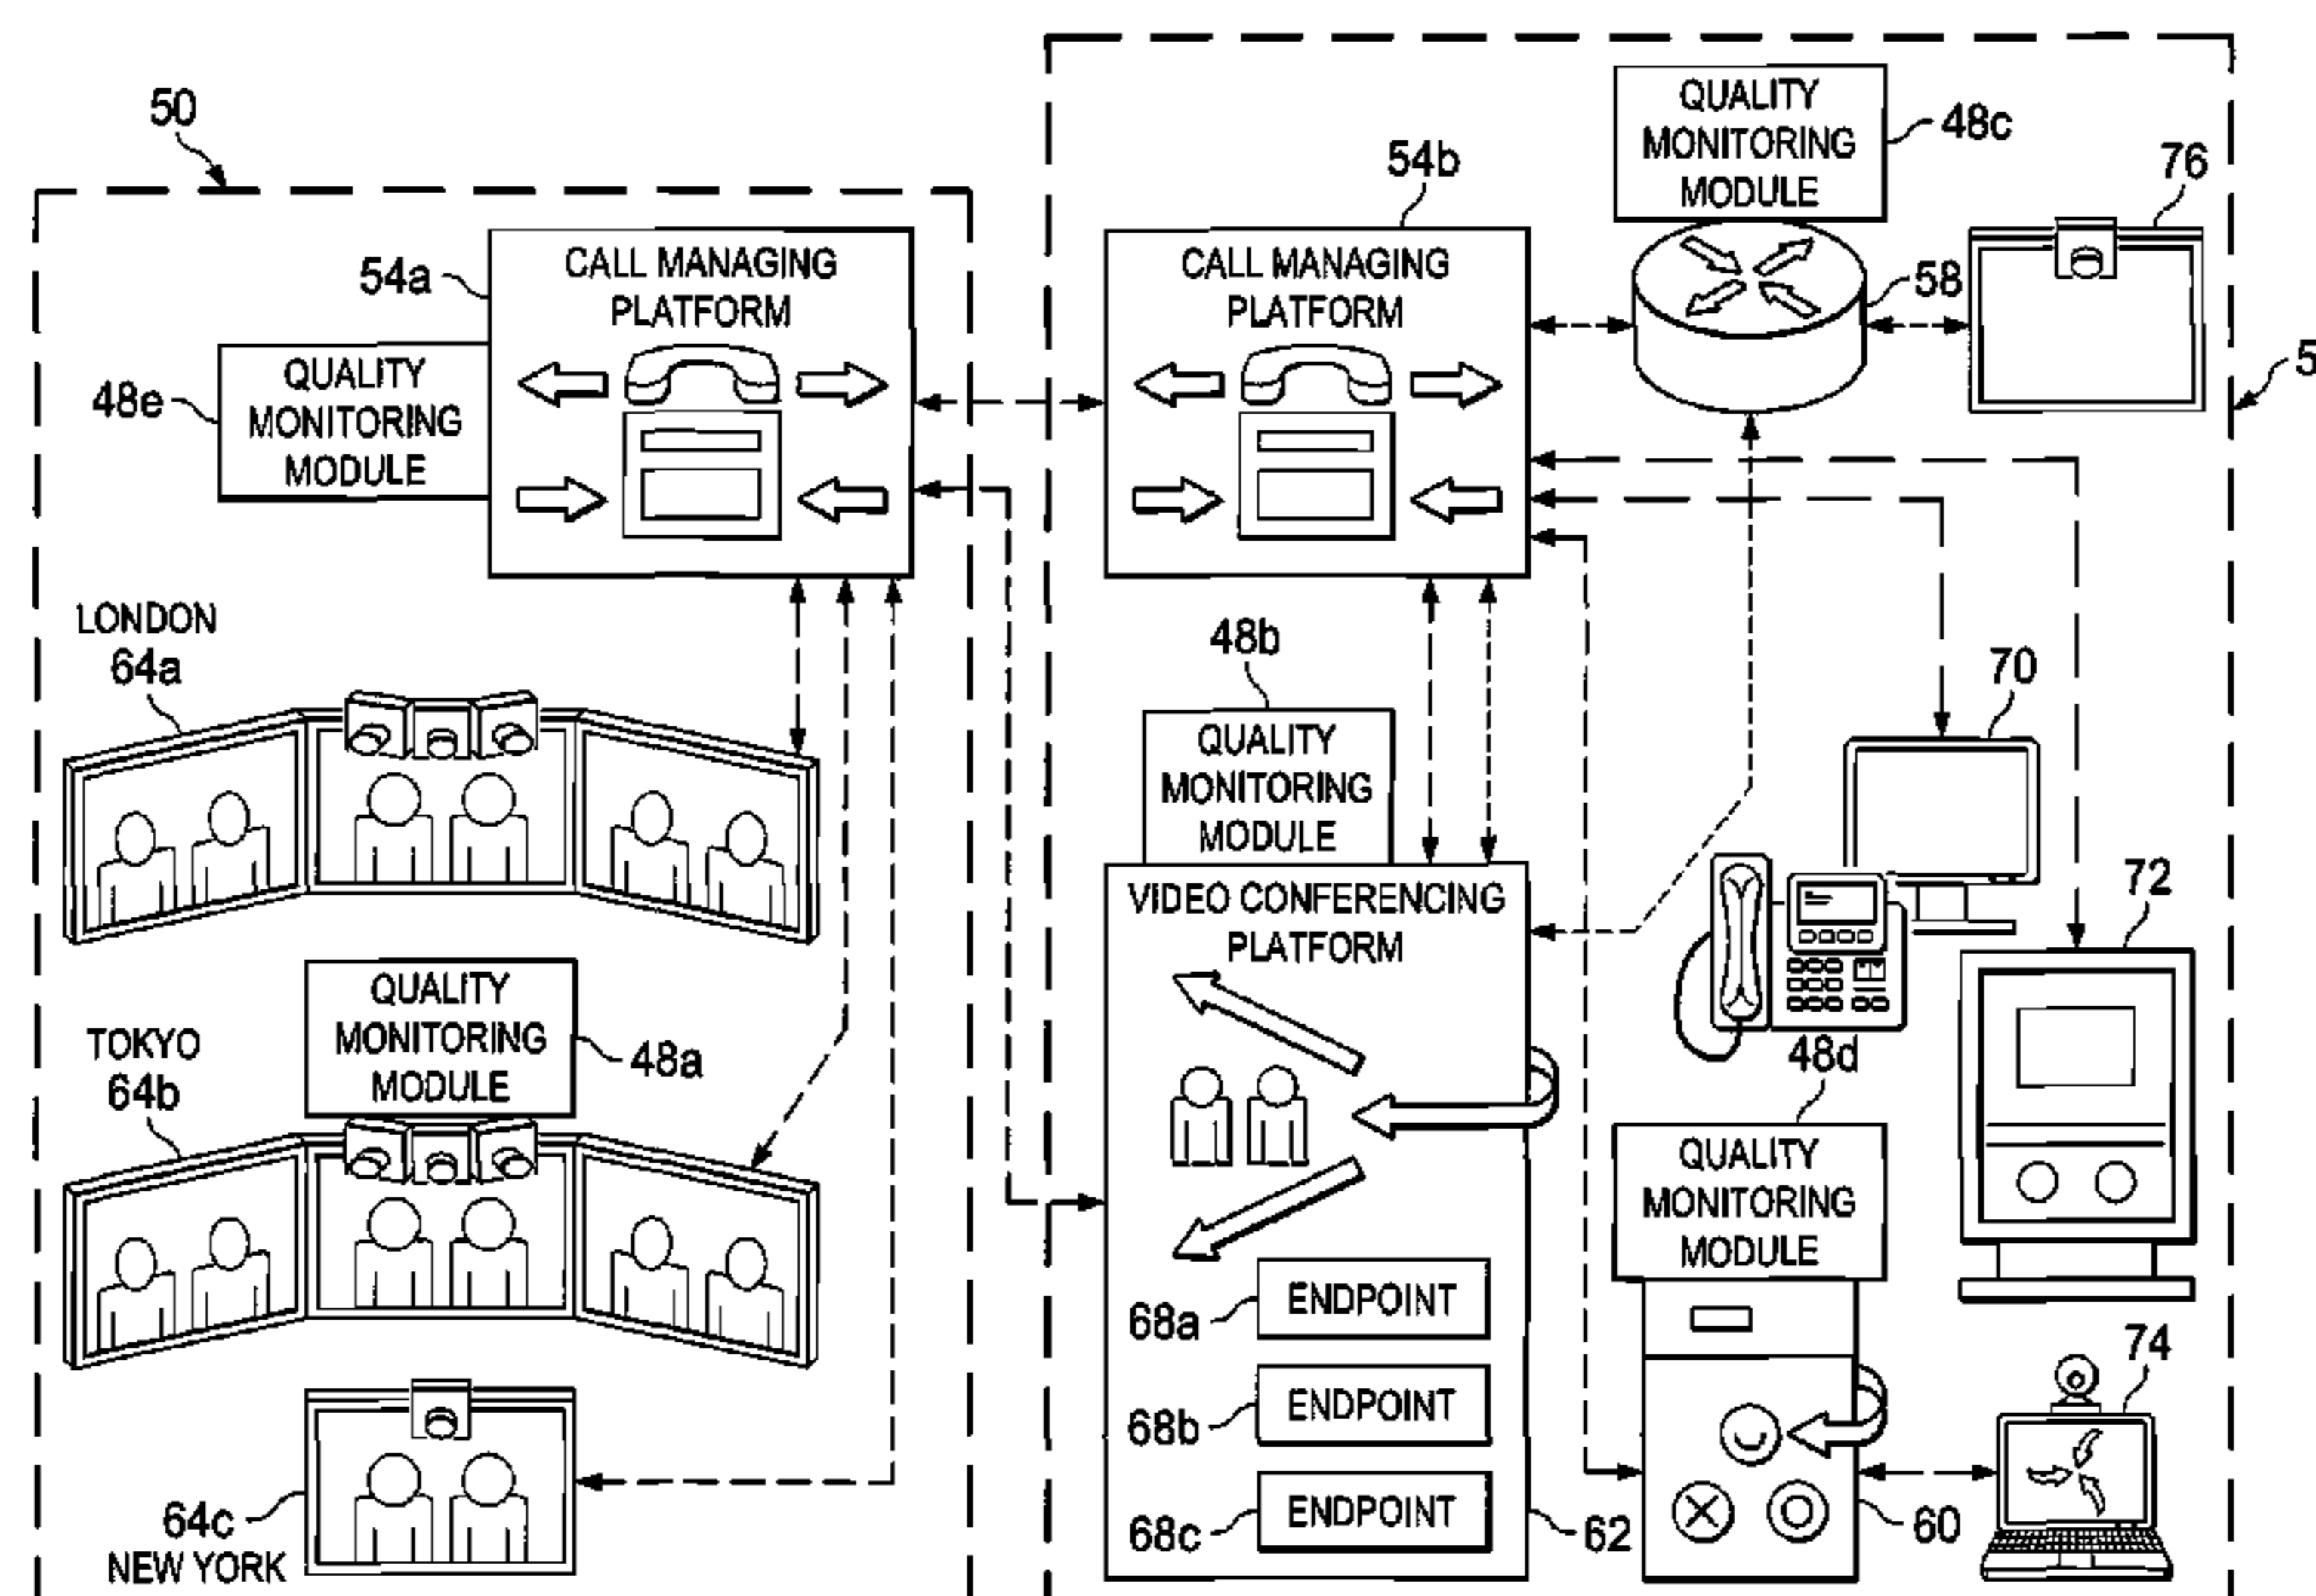 50
CALL MANAGING
PLATFORM
54a
QUALITY
MONITORING
MODULE
48e
LONDON
64a
QUALITY
MONITORING
MODULE
48a
TOKYO
64b
64c
NEW YORK
54b
CALL MANAGING
PLATFORM
QUALITY
MONITORING
MODULE
48c
76
58
5
48b
QUALITY
MONITORING
MODULE
VIDEO CONFERENCING
PLATFORM
70
72
48d
QUALITY
MONITORING
MODULE
68a
ENDPOINT
68b
ENDPOINT
68c
ENDPOINT
62
60
74